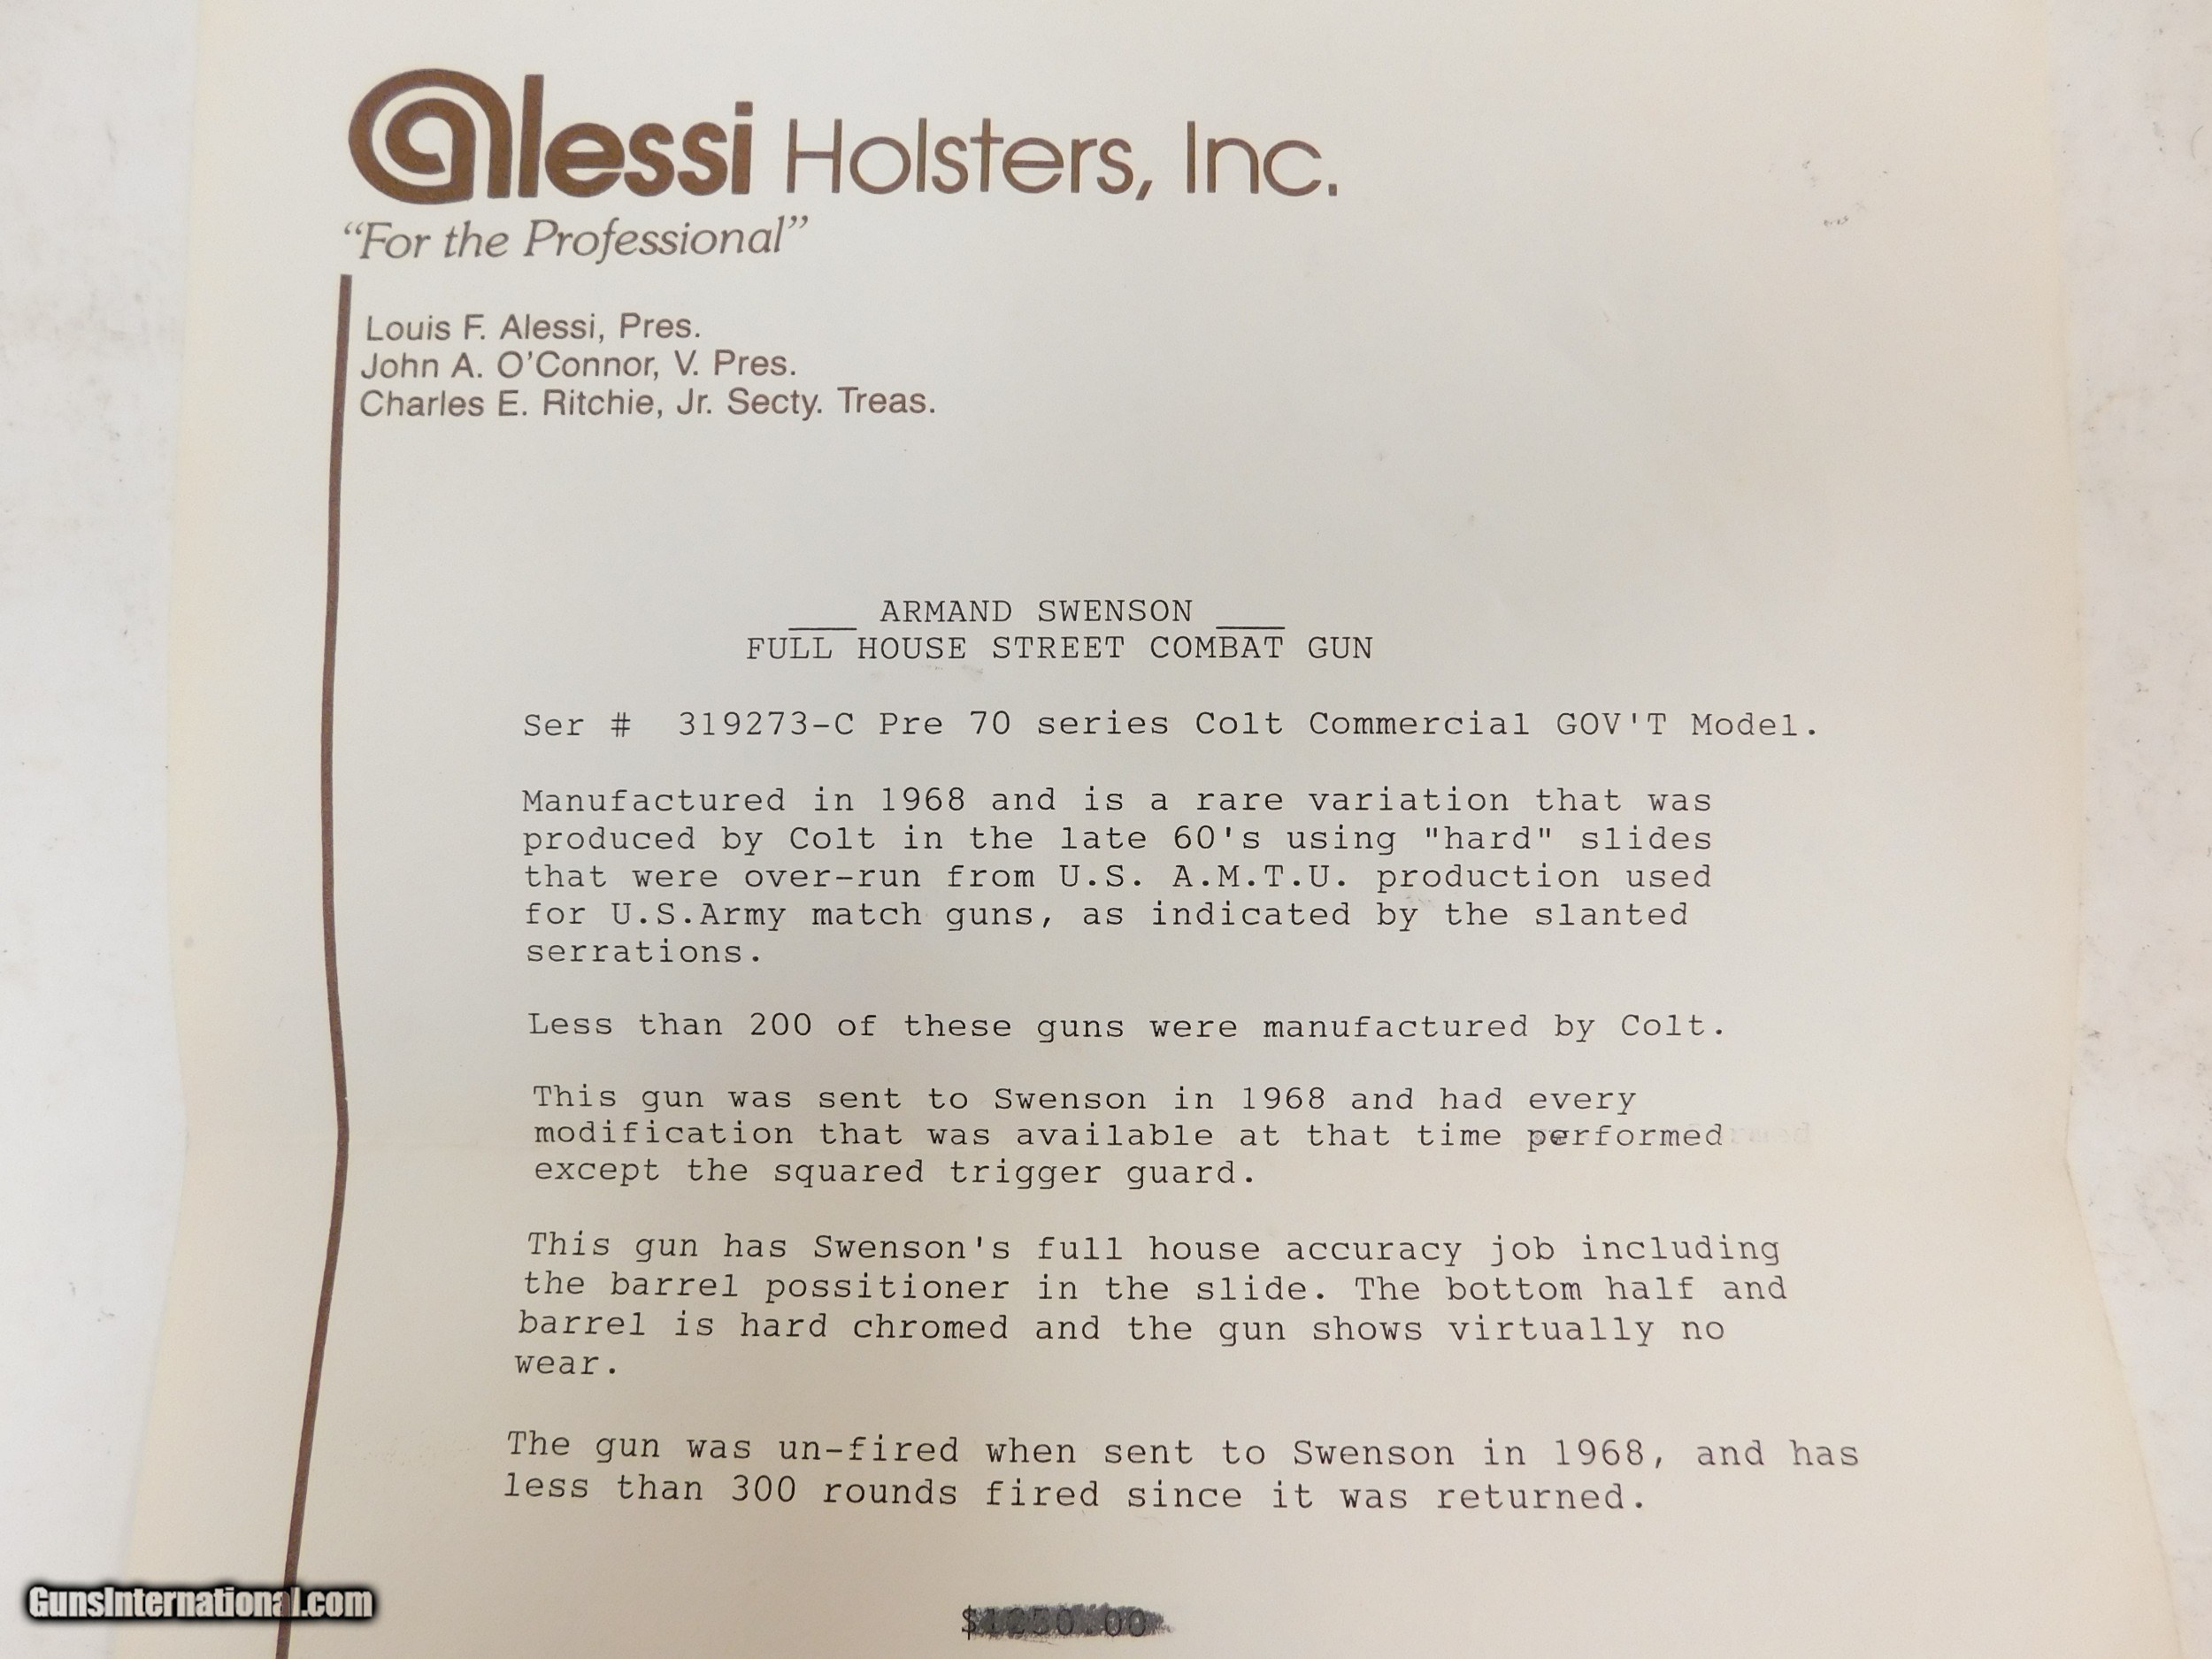 alessi Holsters, Inc.
“For the Professional”
Louis F. Alessi, Pres.
John A. O’Connor, V. Pres.
Charles E. Ritchie, Jr. Secty. Treas.
ARMAND SWENSON
FULL HOUSE STREET COMBAT GUN
Ser # 319273-C Pre 70 series Colt Commercial GOV'T Model.
Manufactured in 1968 and is a rare variation that was
produced by Colt in the late 60's using "hard" slides
that were over-run from U.S. A.M.T.U. production used
for U.S.Army match guns, as indicated by the slanted
serrations.
Less than 200 of these guns were manufactured by Colt.
This gun was sent to Swenson in 1968 and had every
modification that was available at that time performed
except the squared trigger guard.
This gun has Swenson's full house accuracy job including
the barrel possitioner in the slide. The bottom half and
barrel is hard chromed and the gun shows virtually no
wear.
The gun was un-fired when sent to Swenson in 1968, and has
less than 300 rounds fired since it was returned.
GunsInternational.com